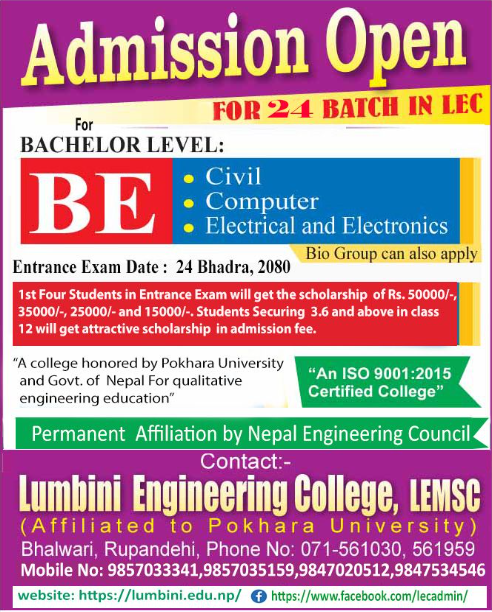 Admission Open
FOR 24 BATCH IN LEC
For
BACHELOR LEVEL:
BE
• Civil
• Computer
• Electrical and Electronics
Bio Group can also apply
Entrance Exam Date : 24 Bhadra, 2080
1st Four Students in Entrance Exam will get the scholarship of Rs. 50000/-,
35000/-, 25000/- and 15000/-. Students Securing 3.6 and above in class
12 will get attractive scholarship in admission fee.
"A college honored by Pokhara University
and Govt. of Nepal For qualitative
engineering education"
"An ISO 9001:2015
Certified College"
Permanent Affiliation by Nepal Engineering Council
Contact:-
Lumbini Engineering College, LEMSC
(Affiliated to Pokhara University)
Bhalwari, Rupandehi, Phone No: 071-561030, 561959
Mobile No: 9857033341,9857035159,9847020512,9847534546
website: https://lumbini.edu.np/ f https://www.facebook.com/lecadmin/